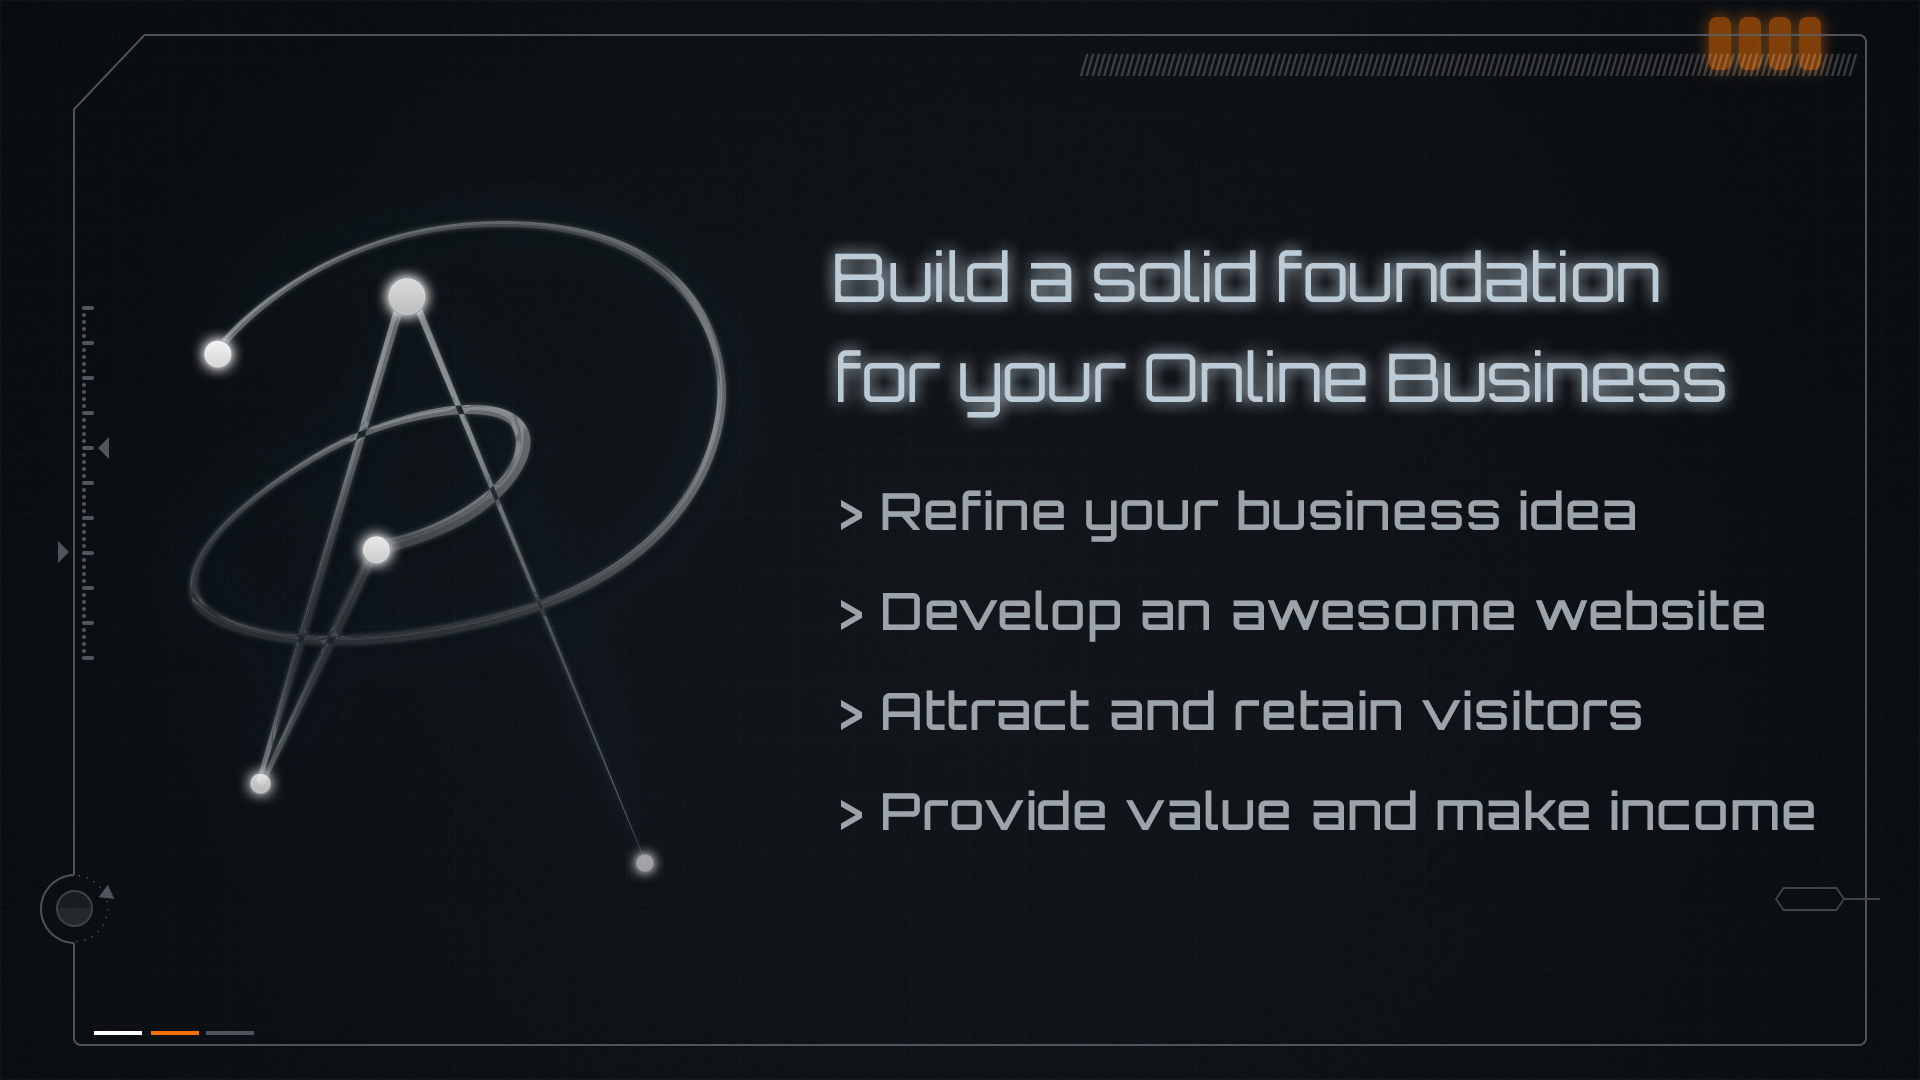 Build a solid foundation
for your Online Business
> Refine your business idea
> Develop an awesome website
> Attract and retain visitors
> Provide value and make income